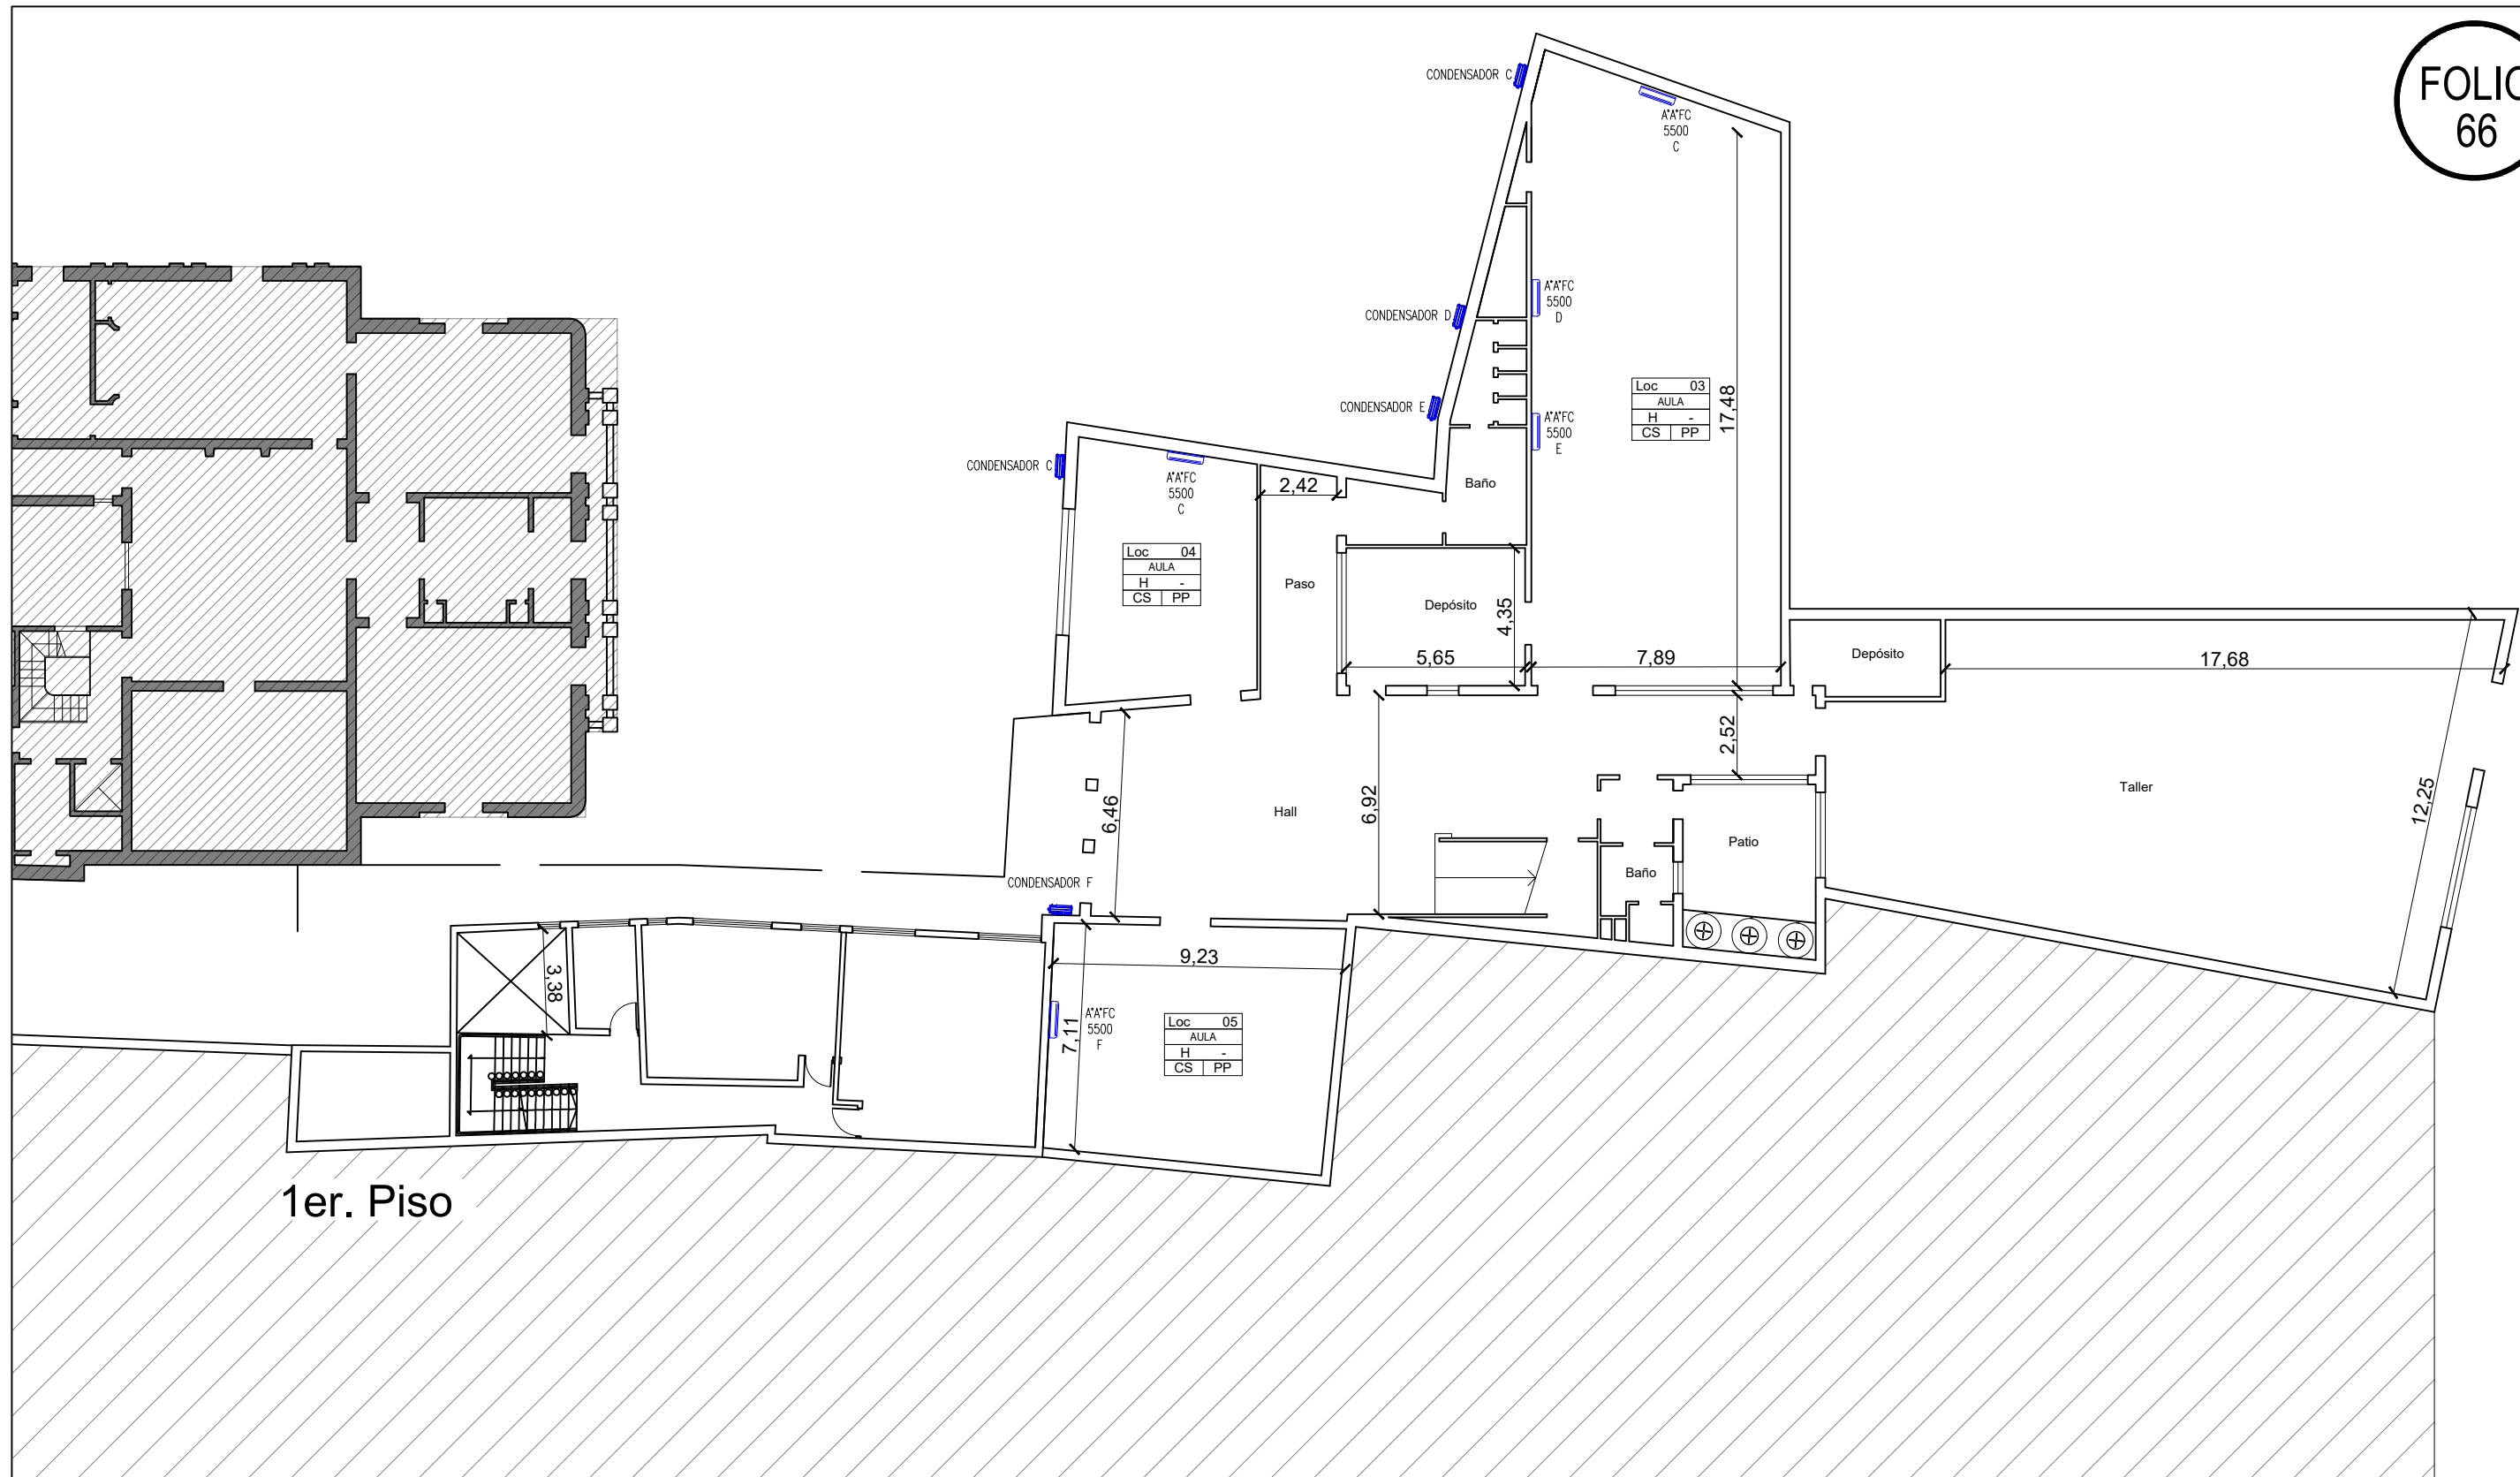 FOLIO
66
CONDENSADOR C
A°A°FC
5500
C
CONDENSADOR D
A°A°FC
5500
D
CONDENSADOR E
A°A°FC
5500
E
Loc 03
AULA
H -
CS PP
17,48
CONDENSADOR C
A°A°FC
5500
C
2,42
Baño
Loc 04
AULA
H -
CS PP
Paso
Depósito
4,35
5,65
7,89
Depósito
17,68
2,52
6,46
Hall
6,92
Taller
12,25
Patio
Baño
CONDENSADOR F
3,38
9,23
7,11
A°A°FC
5500
F
Loc 05
AULA
H -
CS PP
1er. Piso